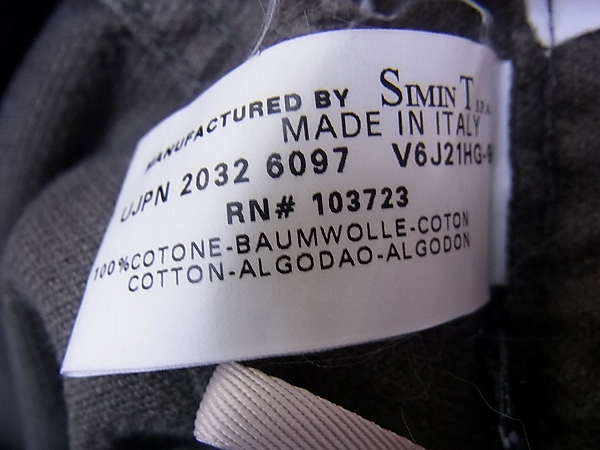 MANUFACTURED BY SIMINT S.P.A.
MADE IN ITALY
UJPN 2032 6097 V6J21HG-
RN# 103723
100%COTONE-BAUMWOLLE-COTON
COTTON-ALGODAO-ALGODON